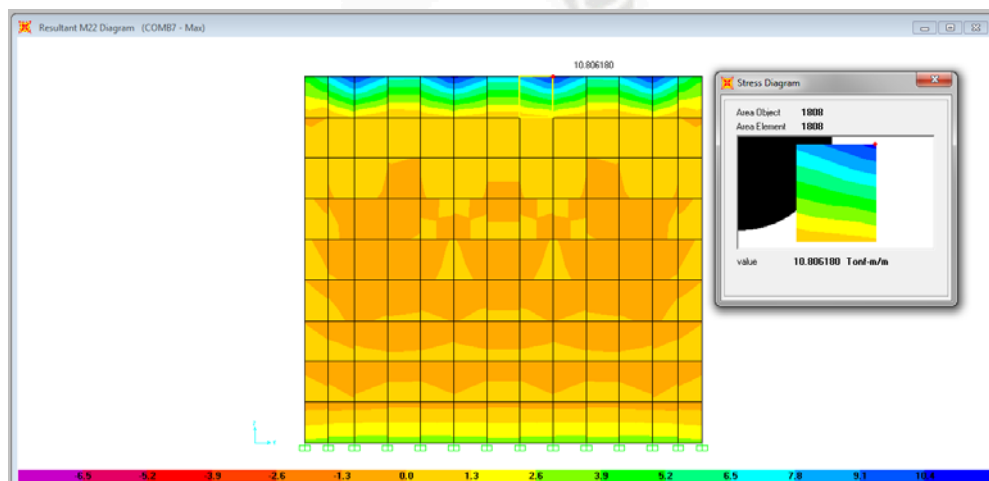 Resultant M22 Diagram (COMB7 - Max)
10.806180
Stress Diagram
Area Object 1808
Area Element 1808
value 10.806180 Tonf-m/m
-6.5 -5.2 -3.9 -2.6 -1.3 0.0 1.3 2.6 3.9 5.2 6.5 7.8 9.1 10.4